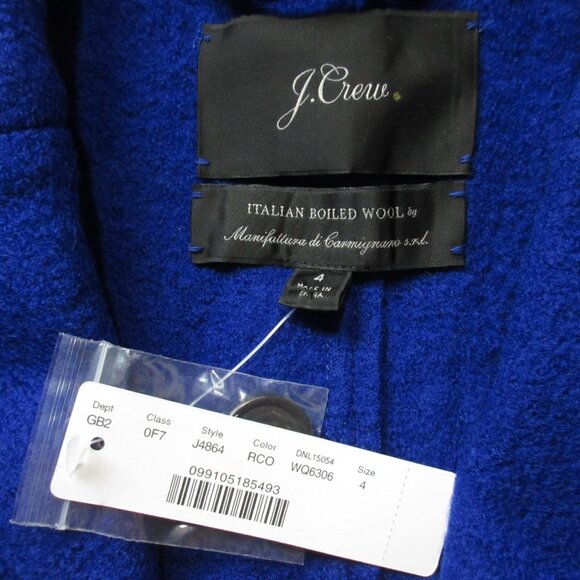 J.Crew.
ITALIAN BOILED WOOL by
Manifattura di Carmignano s.r.l.
4
MADE IN
CHINA
Dept Class Style Color DNL15054 Size
GB2 0F7 J4864 RCO WQ6306 4
099105185493